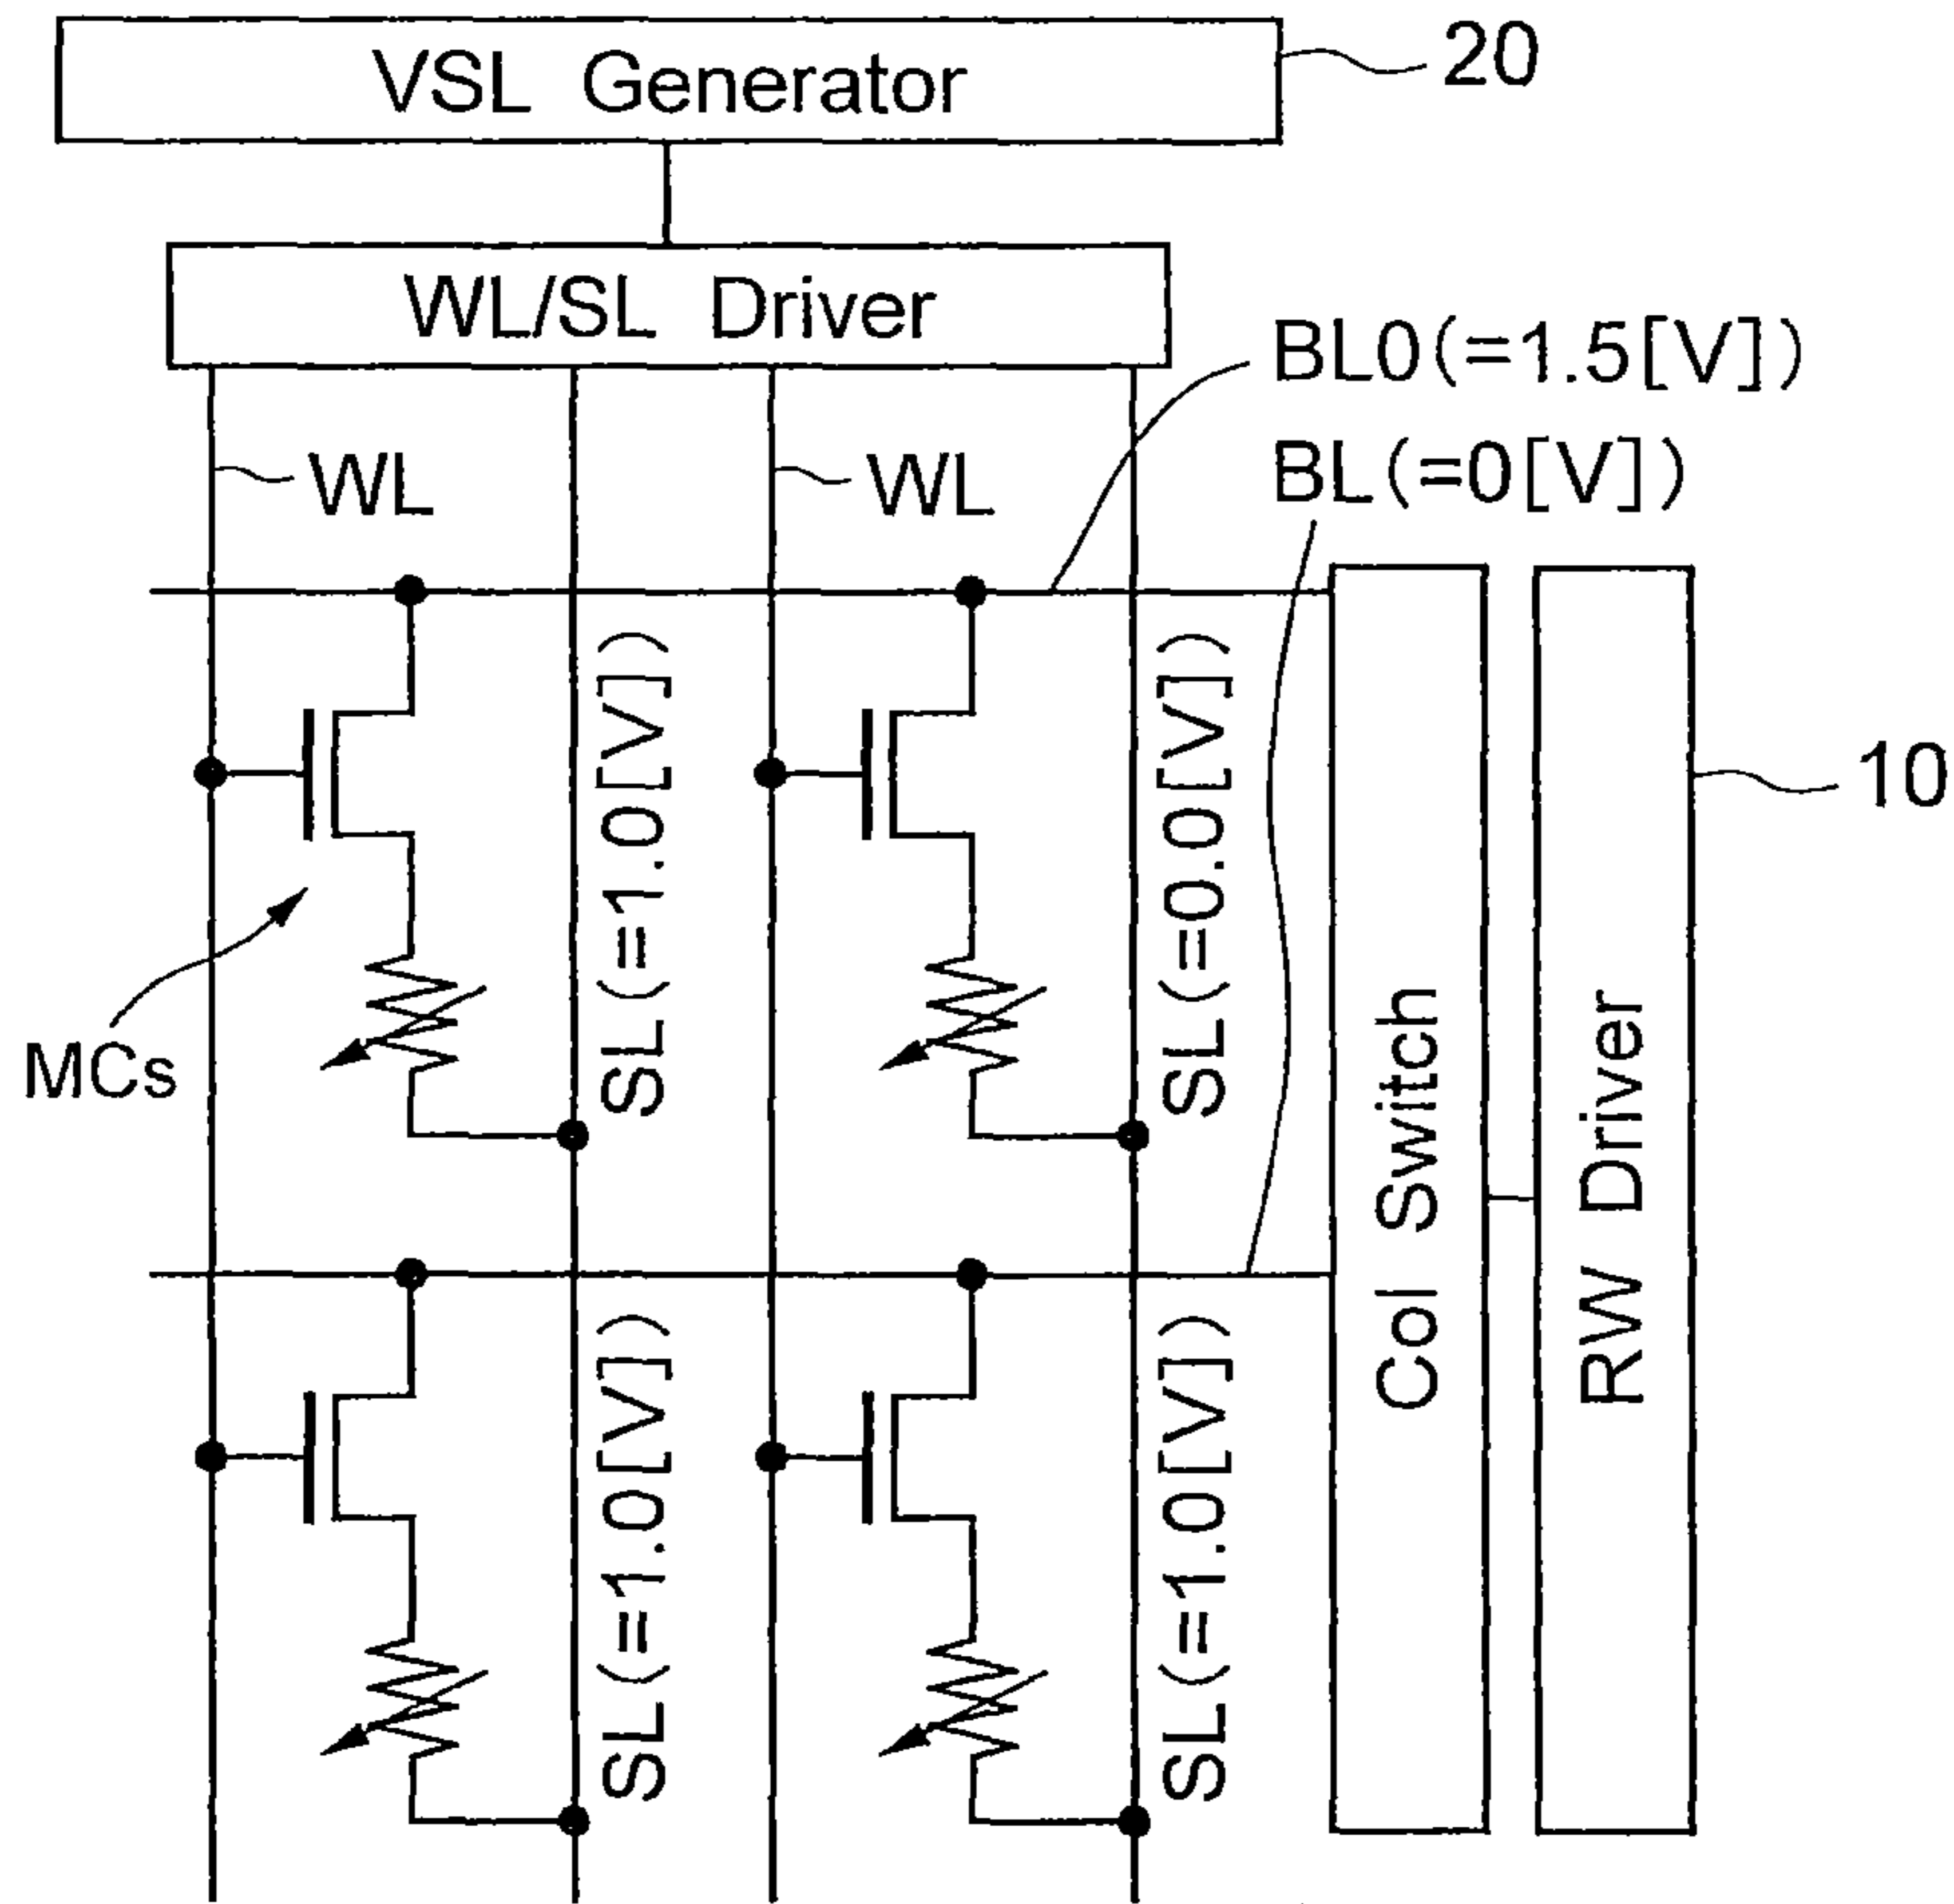 VSL Generator
20
WL/SL Driver
BL0(=1.5[V])
BL(=0[V])
WL
WL
SL(=1.0[V])
SL(=0.0[V])
10
MCs
Col Switch
RW Driver
SL(=1.0[V])
SL(=1.0[V])